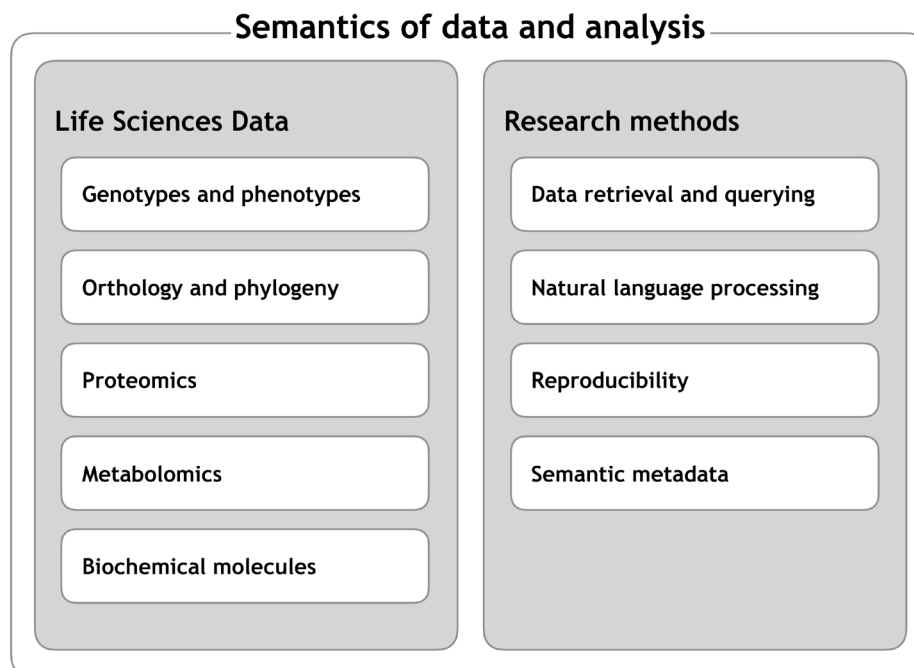 Semantics of data and analysis
Life Sciences Data
Genotypes and phenotypes
Orthology and phylogeny
Proteomics
Metabolomics
Biochemical molecules
Research methods
Data retrieval and querying
Natural language processing
Reproducibility
Semantic metadata